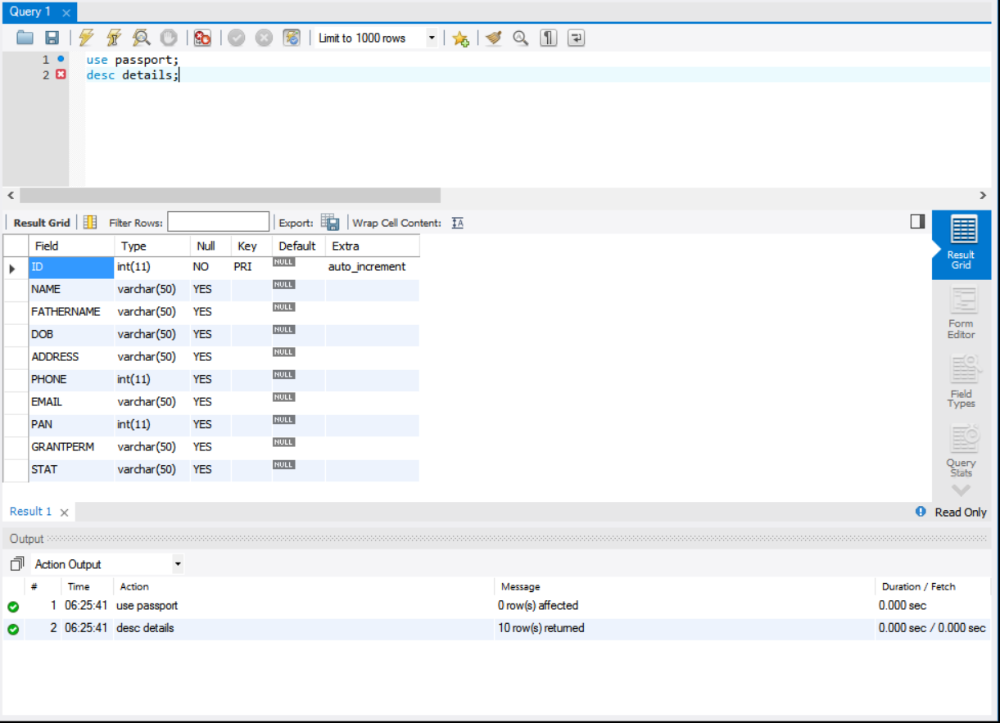 Query 1
Limit to 1000 rows
1 use passport;
2 desc details;
Result Grid Filter Rows: Export: Wrap Cell Content: IA
Field Type Null Key Default Extra
ID int(11) NO PRI NULL auto_increment
NAME varchar(50) YES NULL
FATHERNAME varchar(50) YES NULL
DOB varchar(50) YES NULL
ADDRESS varchar(50) YES NULL
PHONE int(11) YES NULL
EMAIL varchar(50) YES NULL
PAN int(11) YES NULL
GRANTPERM varchar(50) YES NULL
STAT varchar(50) YES NULL
Result
Grid
Form
Editor
Field
Types
Query
Stats
Result 1 Read Only
Output
Action Output
# Time Action Message Duration / Fetch
1 06:25:41 use passport 0 row(s) affected 0.000 sec
2 06:25:41 desc details 10 row(s) returned 0.000 sec / 0.000 sec